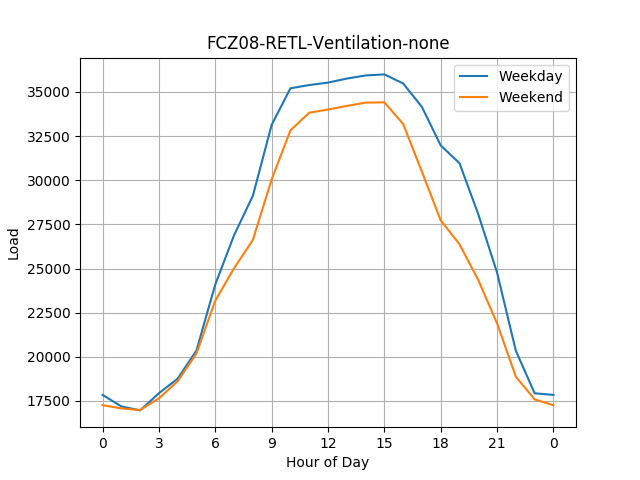 FCZ08-RETL-Ventilation-none
Weekday
Weekend
Load
35000
32500
30000
27500
25000
22500
20000
17500
0 3 6 9 12 15 18 21 0
Hour of Day